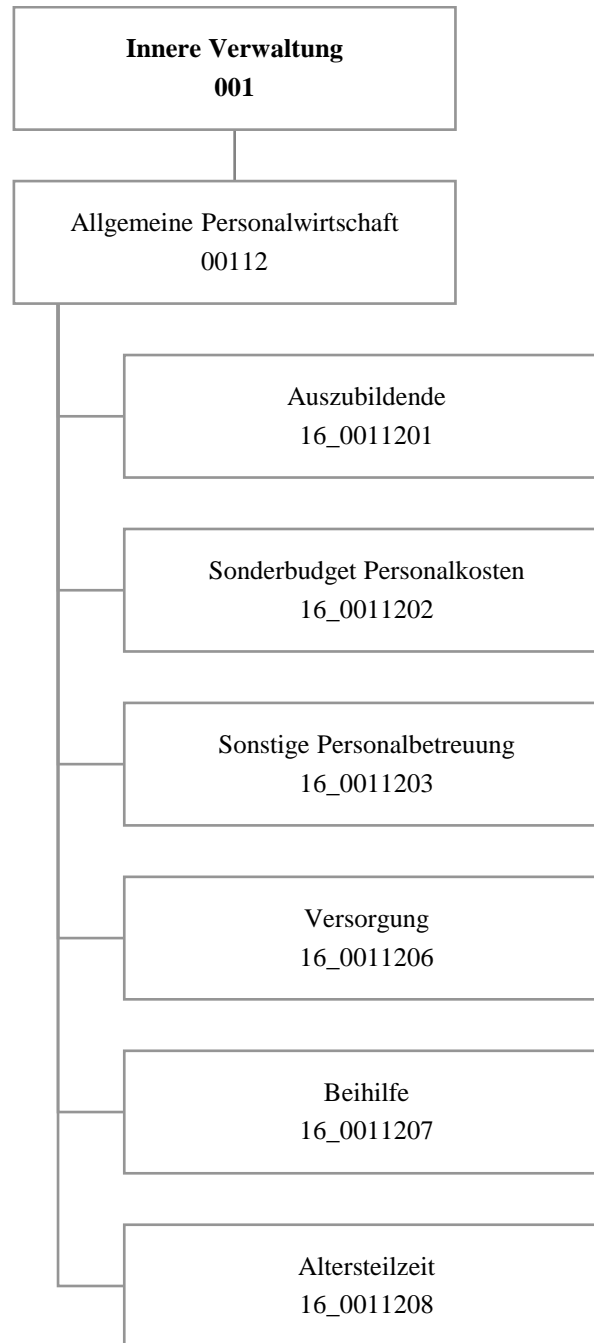 Innere Verwaltung
001
Allgemeine Personalwirtschaft
00112
Auszubildende
16_0011201
Sonderbudget Personalkosten
16_0011202
Sonstige Personalbetreuung
16_0011203
Versorgung
16_0011206
Beihilfe
16_0011207
Altersteilzeit
16_0011208